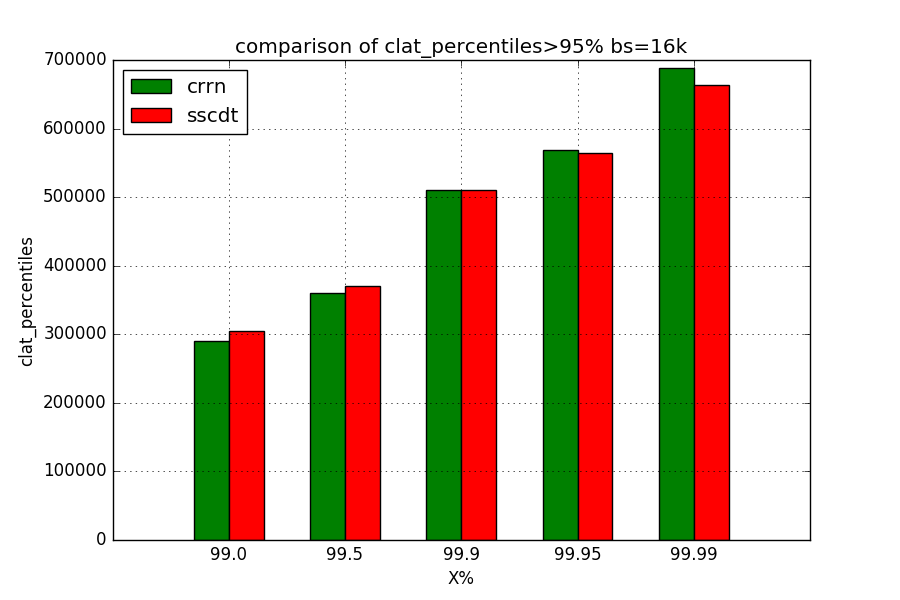 comparison of clat_percentiles>95% bs=16k
700000
600000
500000
400000
300000
200000
100000
0
clat_percentiles
crrn
sscdt
99.0
99.5
99.9
99.95
99.99
X%